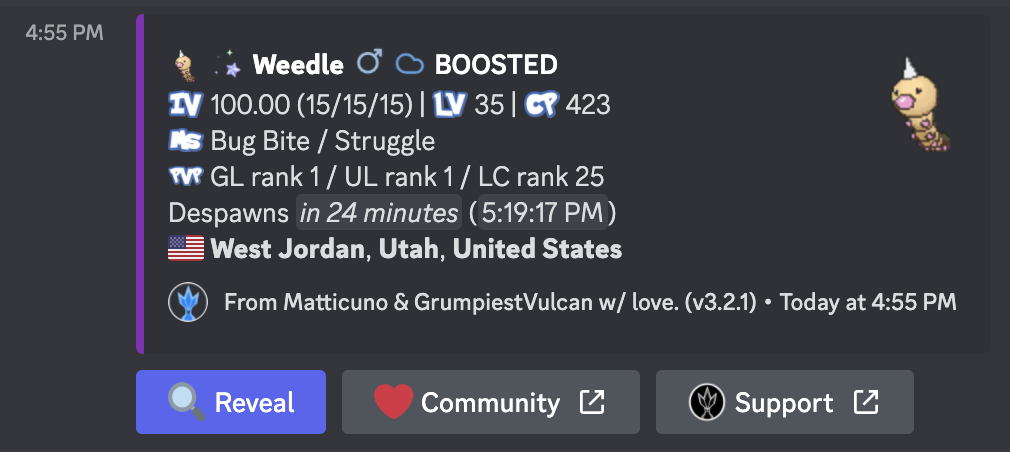 4:55 PM
Weedle ♂ BOOSTED
IV 100.00 (15/15/15) | LV 35 | CP 423
MS Bug Bite / Struggle
PVP GL rank 1 / UL rank 1 / LC rank 25
Despawns in 24 minutes (5:19:17 PM)
West Jordan, Utah, United States
From Matticuno & GrumpiestVulcan w/ love. (v3.2.1) • Today at 4:55 PM
Reveal
Community
Support